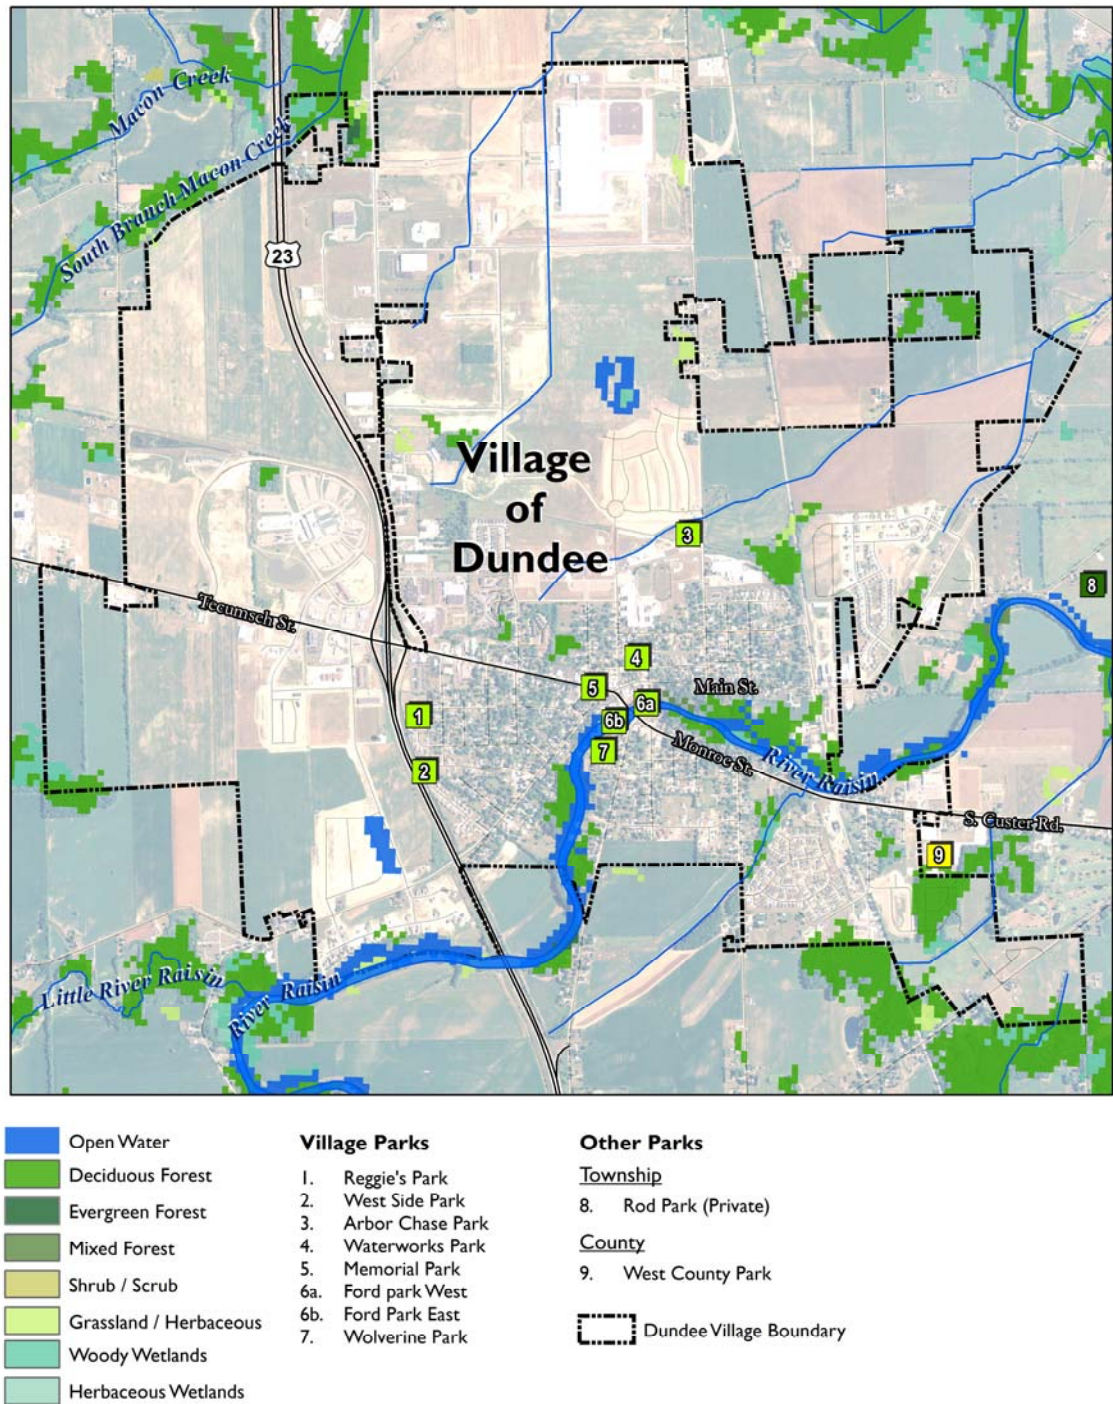 Macon Creek
South Branch Macon Creek
23
Village
of
Dundee
3
8
Tecumseh St.
4
5
Main St.
6a
1
6b
7
Monroe St.
2
River Raisin
S. Custer Rd.
9
Little River Raisin
River Raisin
Open Water
Deciduous Forest
Evergreen Forest
Mixed Forest
Shrub / Scrub
Grassland / Herbaceous
Woody Wetlands
Herbaceous Wetlands
Village Parks
1. Reggie's Park
2. West Side Park
3. Arbor Chase Park
4. Waterworks Park
5. Memorial Park
6a. Ford park West
6b. Ford Park East
7. Wolverine Park
Other Parks
Township
8. Rod Park (Private)
County
9. West County Park
Dundee Village Boundary